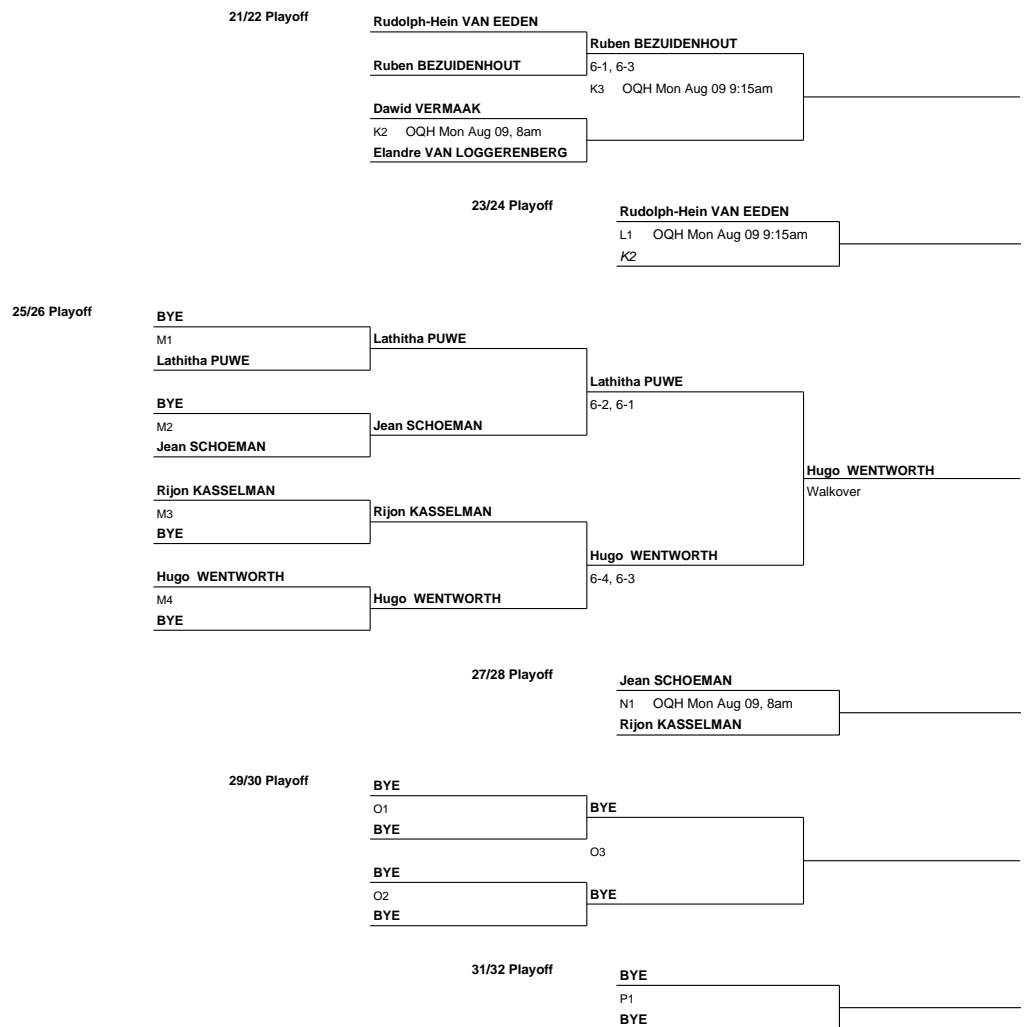 21/22 Playoff
Rudolph-Hein VAN EEDEN
Ruben BEZUIDENHOUT
Ruben BEZUIDENHOUT
6-1, 6-3
K3 OQH Mon Aug 09 9:15am
Dawid VERMAAK
K2 OQH Mon Aug 09, 8am
Elandre VAN LOGGERENBERG
23/24 Playoff
Rudolph-Hein VAN EEDEN
L1 OQH Mon Aug 09 9:15am
K2
25/26 Playoff
BYE
M1
Lathitha PUWE
Lathitha PUWE
Lathitha PUWE
6-2, 6-1
BYE
M2
Jean SCHOEMAN
Jean SCHOEMAN
Hugo WENTWORTH
Walkover
Rijon KASSELMAN
M3
BYE
Rijon KASSELMAN
Hugo WENTWORTH
6-4, 6-3
Hugo WENTWORTH
M4
BYE
Hugo WENTWORTH
27/28 Playoff
Jean SCHOEMAN
N1 OQH Mon Aug 09, 8am
Rijon KASSELMAN
29/30 Playoff
BYE
O1
BYE
BYE
O3
BYE
O2
BYE
BYE
31/32 Playoff
BYE
P1
BYE